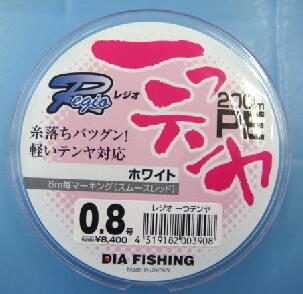 一つテンヤ
Regio レジオ
200m
PE
糸落ちバツグン!
軽いテンヤ対応
ホワイト
5m毎マーキング(スムースレッド)
0.8号
¥8,400
レジオ 一つテンヤ
4 519182 003908
DIA FISHING
Made in JAPAN